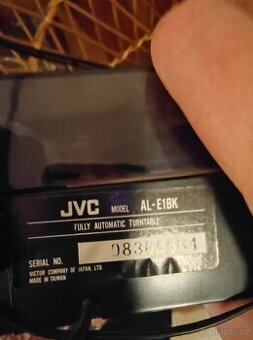 JVC MODEL AL-E1BK
FULLY AUTOMATIC TURNTABLE
SERIAL NO.
VICTOR COMPANY OF JAPAN, LTD.
MADE IN TAIWAN